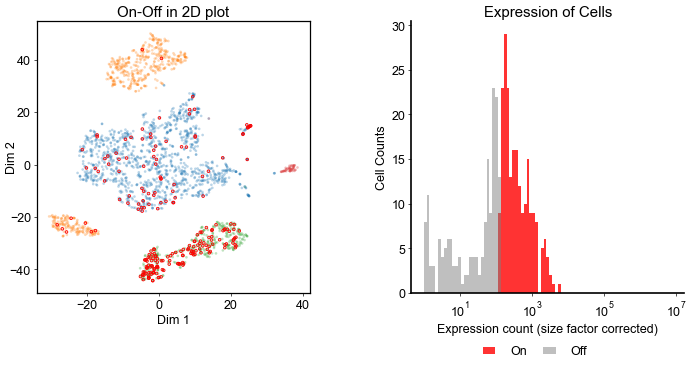 On-Off in 2D plot
Expression of Cells
Dim 2
40
20
0
−20
−40
−20
0
20
40
Dim 1
Cell Counts
30
25
20
15
10
5
0
10^1
10^3
10^5
10^7
Expression count (size factor corrected)
On
Off